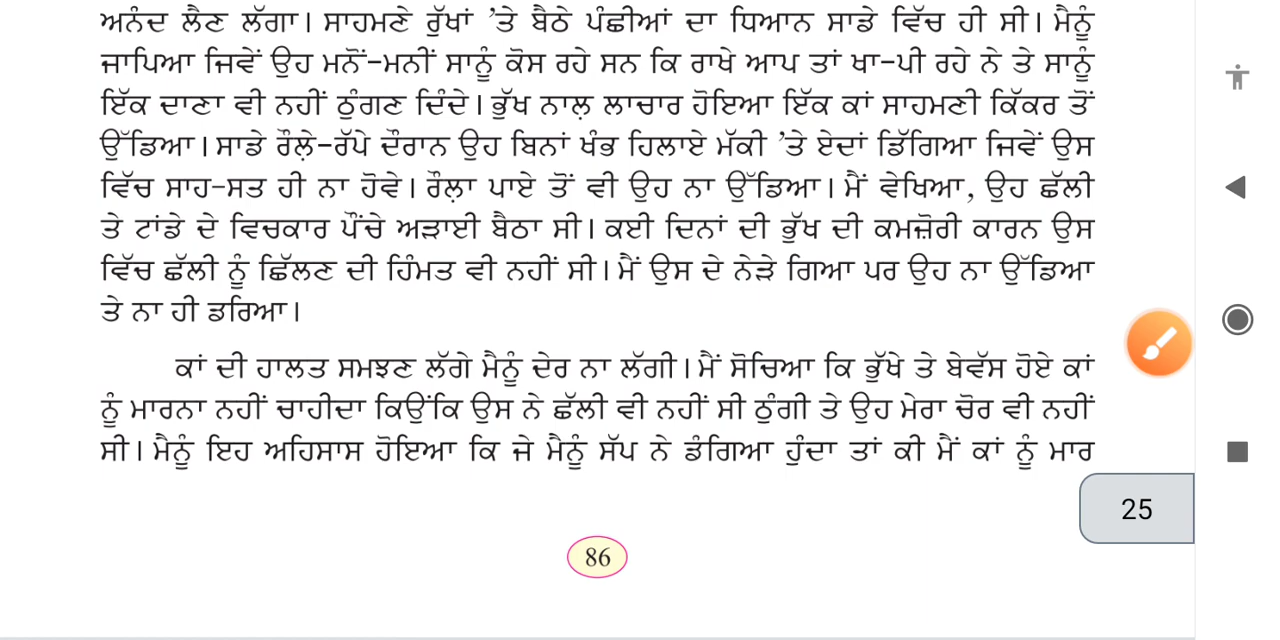 ਅਨੰਦ ਲੈਣ ਲੱਗਾ। ਸਾਹਮਣੇ ਰੁੱਖਾਂ ’ਤੇ ਬੈਠੇ ਪੰਛੀਆਂ ਦਾ ਧਿਆਨ ਸਾਡੇ ਵਿੱਚ ਹੀ ਸੀ। ਮੈਨੂੰ
ਜਾਪਿਆ ਜਿਵੇਂ ਉਹ ਮਨੋਂ-ਮਨੀਂ ਸਾਨੂੰ ਕੋਸ ਰਹੇ ਸਨ ਕਿ ਰਾਖੇ ਆਪ ਤਾਂ ਖਾ-ਪੀ ਰਹੇ ਨੇ ਤੇ ਸਾਨੂੰ
ਇੱਕ ਦਾਣਾ ਵੀ ਨਹੀਂ ਠੁੰਗਣ ਦਿੰਦੇ। ਭੁੱਖ ਨਾਲ਼ ਲਾਚਾਰ ਹੋਇਆ ਇੱਕ ਕਾਂ ਸਾਹਮਣੀ ਕਿੱਕਰ ਤੋਂ
ਉੱਡਿਆ। ਸਾਡੇ ਰੌਲ਼ੇ-ਰੱਪੇ ਦੌਰਾਨ ਉਹ ਬਿਨਾਂ ਖੰਭ ਹਿਲਾਏ ਮੱਕੀ ’ਤੇ ਏਦਾਂ ਡਿੱਗਿਆ ਜਿਵੇਂ ਉਸ
ਵਿੱਚ ਸਾਹ-ਸਤ ਹੀ ਨਾ ਹੋਵੇ। ਰੌਲ਼ਾ ਪਾਏ ਤੋਂ ਵੀ ਉਹ ਨਾ ਉੱਡਿਆ। ਮੈਂ ਵੇਖਿਆ, ਉਹ ਛੱਲੀ
ਤੇ ਟਾਂਡੇ ਦੇ ਵਿਚਕਾਰ ਪੌਂਚੇ ਅੜਾਈ ਬੈਠਾ ਸੀ। ਕਈ ਦਿਨਾਂ ਦੀ ਭੁੱਖ ਦੀ ਕਮਜ਼ੋਰੀ ਕਾਰਨ ਉਸ
ਵਿੱਚ ਛੱਲੀ ਨੂੰ ਛਿੱਲਣ ਦੀ ਹਿੰਮਤ ਵੀ ਨਹੀਂ ਸੀ। ਮੈਂ ਉਸ ਦੇ ਨੇੜੇ ਗਿਆ ਪਰ ਉਹ ਨਾ ਉੱਡਿਆ
ਤੇ ਨਾ ਹੀ ਡਰਿਆ।
ਕਾਂ ਦੀ ਹਾਲਤ ਸਮਝਣ ਲੱਗੇ ਮੈਨੂੰ ਦੇਰ ਨਾ ਲੱਗੀ। ਮੈਂ ਸੋਚਿਆ ਕਿ ਭੁੱਖੇ ਤੇ ਬੇਵੱਸ ਹੋਏ ਕਾਂ
ਨੂੰ ਮਾਰਨਾ ਨਹੀਂ ਚਾਹੀਦਾ ਕਿਉਂਕਿ ਉਸ ਨੇ ਛੱਲੀ ਵੀ ਨਹੀਂ ਸੀ ਠੁੰਗੀ ਤੇ ਉਹ ਮੇਰਾ ਚੋਰ ਵੀ ਨਹੀਂ
ਸੀ। ਮੈਨੂੰ ਇਹ ਅਹਿਸਾਸ ਹੋਇਆ ਕਿ ਜੇ ਮੈਨੂੰ ਸੱਪ ਨੇ ਡੰਗਿਆ ਹੁੰਦਾ ਤਾਂ ਕੀ ਮੈਂ ਕਾਂ ਨੂੰ ਮਾਰ
25
86